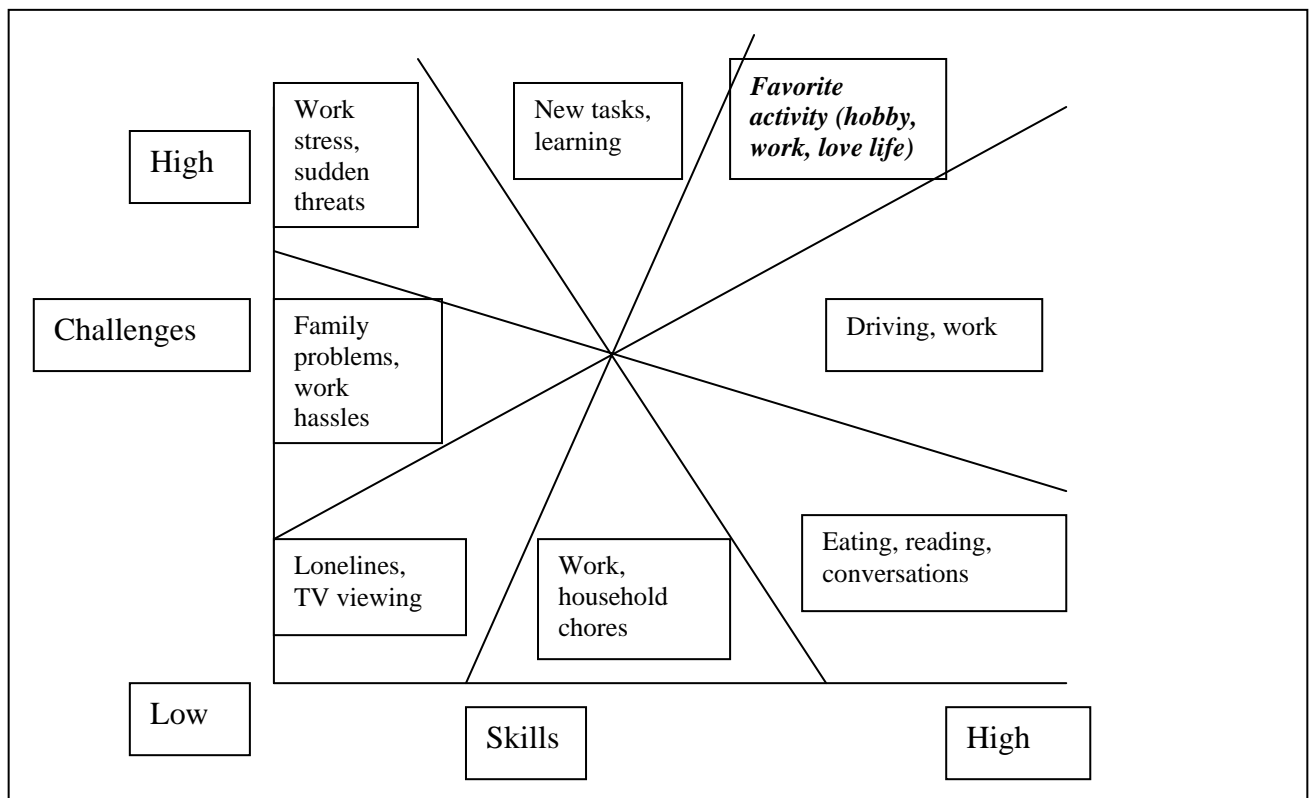 Work
stress,
sudden
threats
New tasks,
learning
Favorite
activity (hobby,
work, love life)
High
Challenges
Family
problems,
work
hassles
Driving, work
Lonelines,
TV viewing
Work,
household
chores
Eating, reading,
conversations
Low
Skills
High